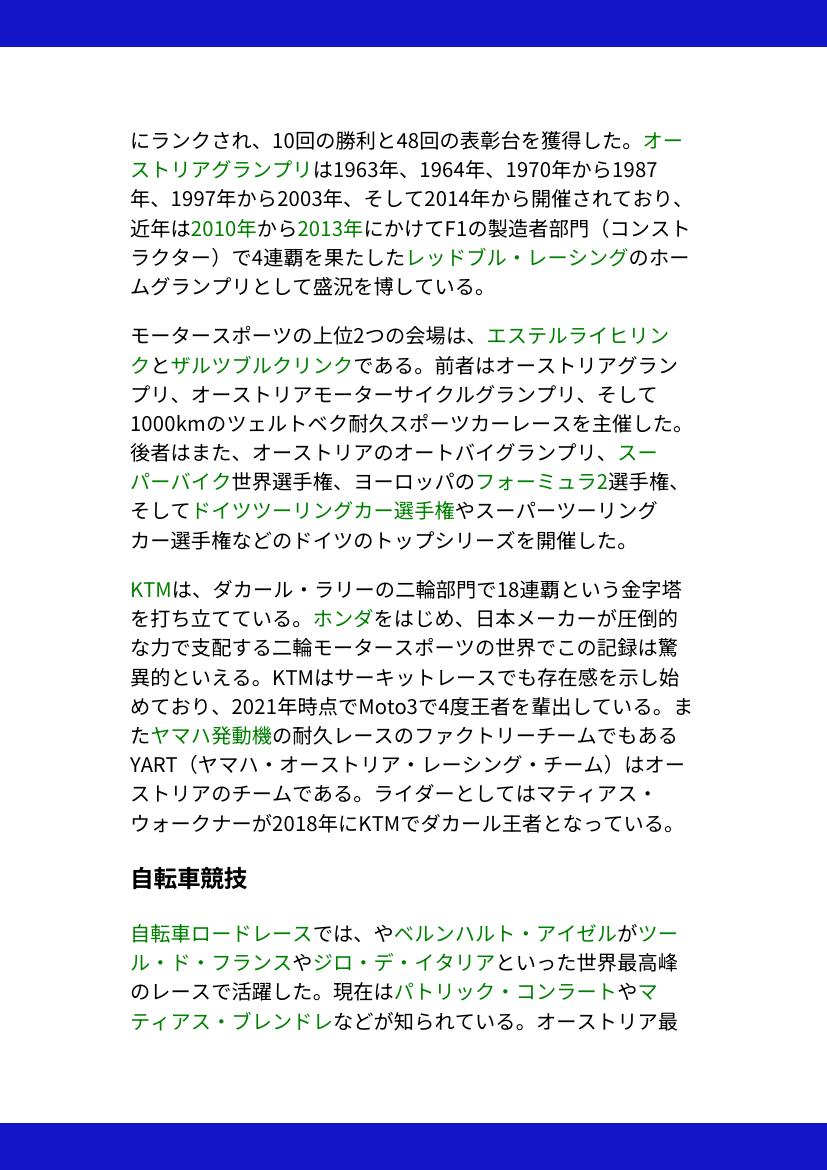 にランクされ、10回の勝利と48回の表彰台を獲得した。オー
ストリアグランプリは1963年、1964年、1970年から1987
年、1997年から2003年、そして2014年から開催されており、
近年は2010年から2013年にかけてF1の製造者部門（コンスト
ラクター）で4連覇を果たしたレッドブル・レーシングのホー
ムグランプリとして盛況を博している。
モータースポーツの上位2つの会場は、エステルライヒリン
クとザルツブルクリンクである。前者はオーストリアグラン
プリ、オーストリアモーターサイクルグランプリ、そして
1000kmのツェルトベク耐久スポーツカーレースを主催した。
後者はまた、オーストリアのオートバイグランプリ、スー
パーバイク世界選手権、ヨーロッパのフォーミュラ2選手権、
そしてドイツツーリングカー選手権やスーパーツーリング
カー選手権などのドイツのトップシリーズを開催した。
KTMは、ダカール・ラリーの二輪部門で18連覇という金字塔
を打ち立てている。ホンダをはじめ、日本メーカーが圧倒的
な力で支配する二輪モータースポーツの世界でこの記録は驚
異的といえる。KTMはサーキットレースでも存在感を示し始
めており、2021年時点でMoto3で4度王者を輩出している。ま
たヤマハ発動機の耐久レースのファクトリーチームでもある
YART（ヤマハ・オーストリア・レーシング・チーム）はオー
ストリアのチームである。ライダーとしてはマティアス・
ウォークナーが2018年にKTMでダカール王者となっている。
自転車競技
自転車ロードレースでは、やベルンハルト・アイゼルがツー
ル・ド・フランスやジロ・デ・イタリアといった世界最高峰
のレースで活躍した。現在はパトリック・コンラートやマ
ティアス・ブレンドレなどが知られている。オーストリア最